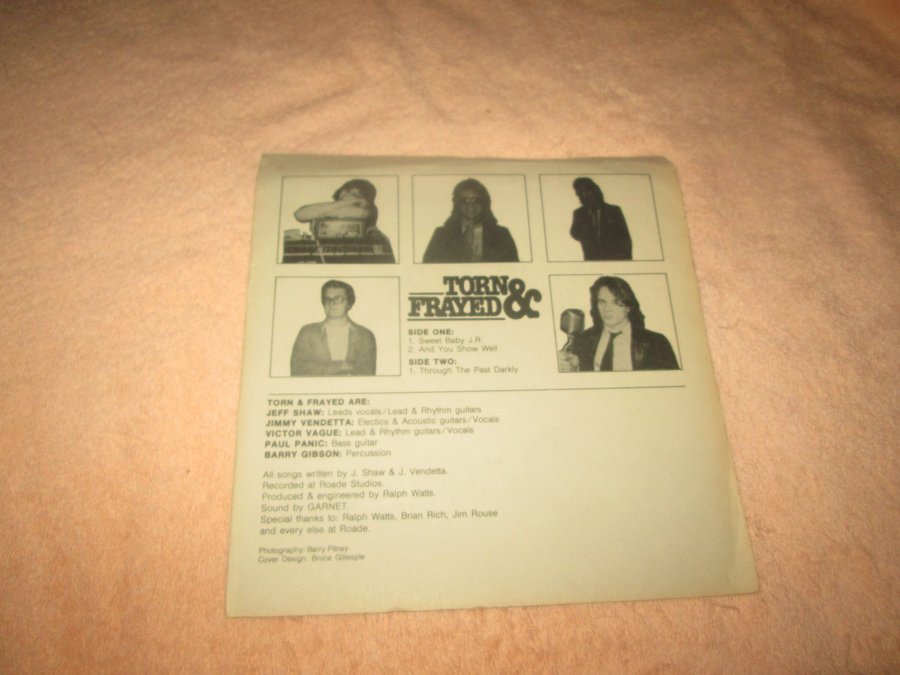 TORN &
FRAYED
SIDE ONE:
1. Sweet Baby J.R.
2. And You Show Well
SIDE TWO:
1. Through The Past Darkly
TORN & FRAYED ARE:
JEFF SHAW: Leads vocals/Lead & Rhythm guitars
JIMMY VENDETTA: Electics & Acoustic guitars/Vocals
VICTOR VAGUE: Lead & Rhythm guitars/Vocals
PAUL PANIC: Bass guitar
BARRY GIBSON: Percussion
All songs written by J. Shaw & J. Vendetta.
Recorded at Roade Studios.
Produced & engineered by Ralph Watts.
Sound by GARNET.
Special thanks to: Ralph Watts, Brian Rich, Jim Rouse
and every else at Roade.
Photography: Barry Pitney
Cover Design: Bruce Gillespie